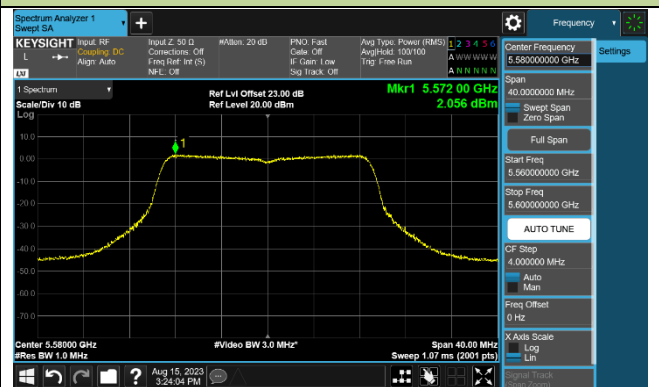 Spectrum Analyzer 1
Swept SA
+
Frequency
KEYSIGHT
L
LXI
Input: RF
Coupling: DC
Align: Auto
Input Z: 50 Ω
Corrections: Off
Freq Ref: Int (S)
NFE: Off
#Atten: 20 dB
PNO: Fast
Gate: Off
IF Gain: Low
Sig Track: Off
Avg Type: Power (RMS)
Avg|Hold: 100/100
Trig: Free Run
1 2 3 4 5 6
A W W W W W
A N N N N N
Center Frequency
5.580000000 GHz
Settings
Span
40.0000000 MHz
Swept Span
Zero Span
Full Span
Start Freq
5.560000000 GHz
Stop Freq
5.600000000 GHz
AUTO TUNE
CF Step
4.000000 MHz
Auto
Man
Freq Offset
0 Hz
X Axis Scale
Log
Lin
Signal Track
(Span Zoom)
1 Spectrum
Scale/Div 10 dB
Log
Ref Lvl Offset 23.00 dB
Ref Level 20.00 dBm
Mkr1 5.572 00 GHz
2.056 dBm
1
10.0
0.00
-10.0
-20.0
-30.0
-40.0
-50.0
-60.0
-70.0
Center 5.58000 GHz
#Res BW 1.0 MHz
#Video BW 3.0 MHz*
Span 40.00 MHz
Sweep 1.07 ms (2001 pts)
?
Aug 15, 2023
3:24:04 PM